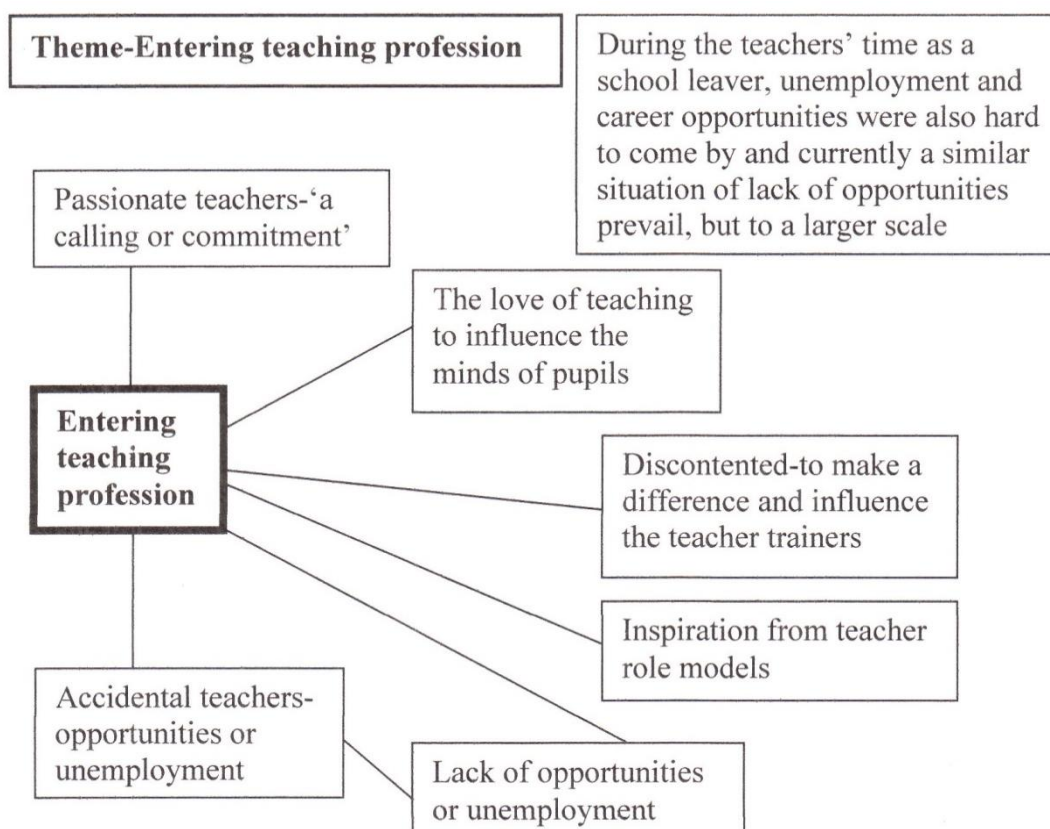 Theme-Entering teaching profession
During the teachers' time as a
school leaver, unemployment and
career opportunities were also hard
to come by and currently a similar
situation of lack of opportunities
prevail, but to a larger scale
Passionate teachers-'a
calling or commitment'
The love of teaching
to influence the
minds of pupils
Entering
teaching
profession
Discontented-to make a
difference and influence
the teacher trainers
Inspiration from teacher
role models
Accidental teachers-
opportunities or
unemployment
Lack of opportunities
or unemployment